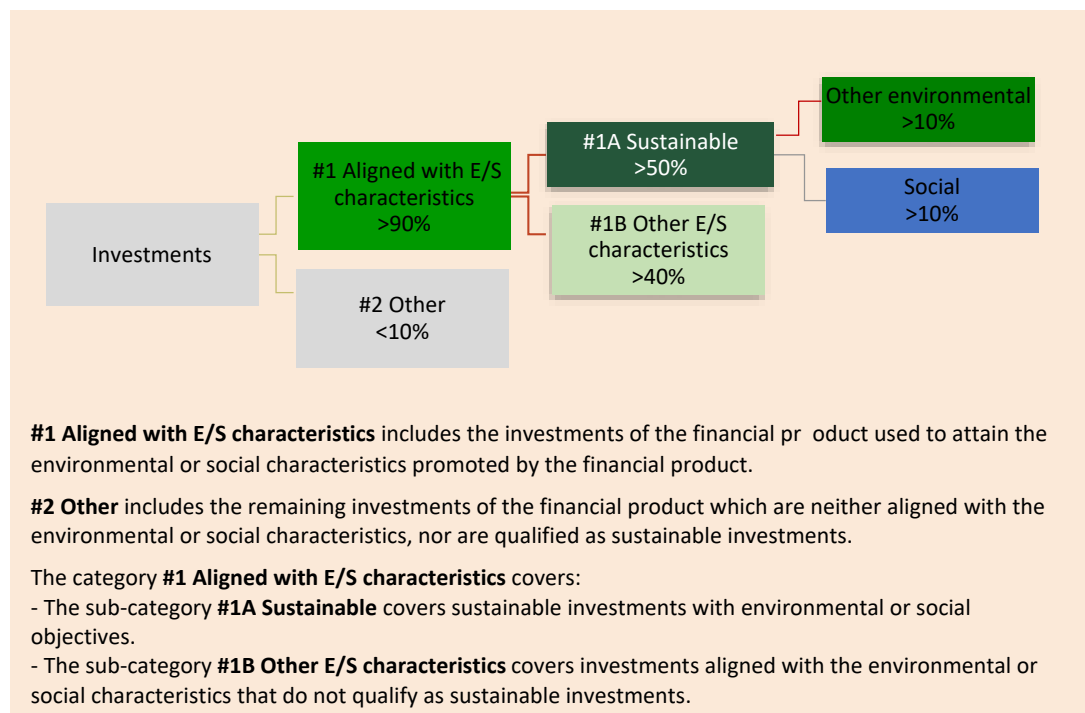 Investments
#1 Aligned with E/S
characteristics
>90%
#2 Other
<10%
#1A Sustainable
>50%
#1B Other E/S
characteristics
>40%
Other environmental
>10%
Social
>10%
#1 Aligned with E/S characteristics includes the investments of the financial pr oduct used to attain the
environmental or social characteristics promoted by the financial product.
#2 Other includes the remaining investments of the financial product which are neither aligned with the
environmental or social characteristics, nor are qualified as sustainable investments.
The category #1 Aligned with E/S characteristics covers:
- The sub-category #1A Sustainable covers sustainable investments with environmental or social
objectives.
- The sub-category #1B Other E/S characteristics covers investments aligned with the environmental or
social characteristics that do not qualify as sustainable investments.